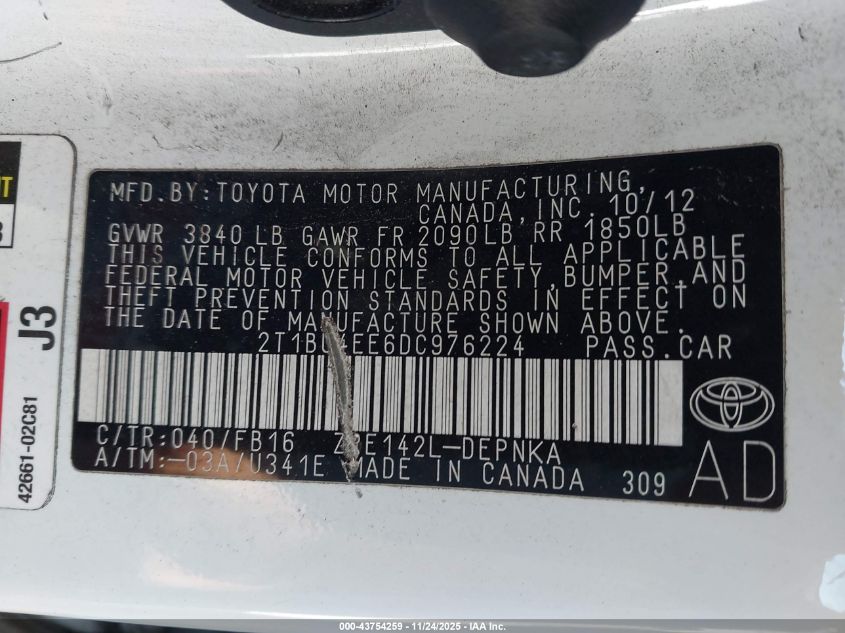 MFD.BY:TOYOTA MOTOR MANUFACTURING,
CANADA,INC. 10/12
GVWR 3840 LB GAWR FR 2090LB RR 1850LB
THIS VEHICLE CONFORMS TO ALL APPLICABLE
FEDERAL MOTOR VEHICLE SAFETY,BUMPER,AND
THEFT PREVENTION STANDARDS IN EFFECT ON
THE DATE OF MANUFACTURE SHOWN ABOVE.
PASS.CAR
C/TR:040/FB16
A/TM:-03A/U341E MADE IN CANADA 309
AD
J3
42661-02C81
000-43754259 - 11/24/2025 - IAA Inc.